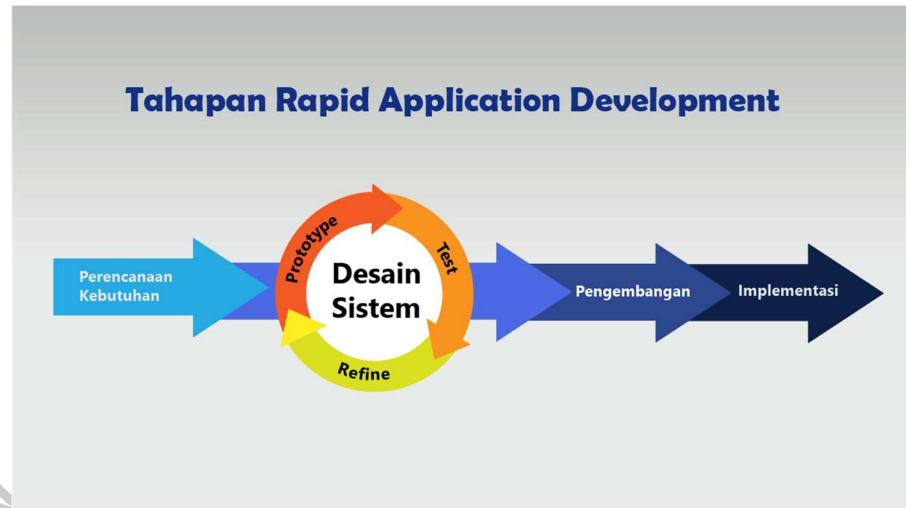 Tahapan Rapid Application Development
Perencanaan
Kebutuhan
Prototype
Test
Refine
Desain
Sistem
Pengembangan
Implementasi